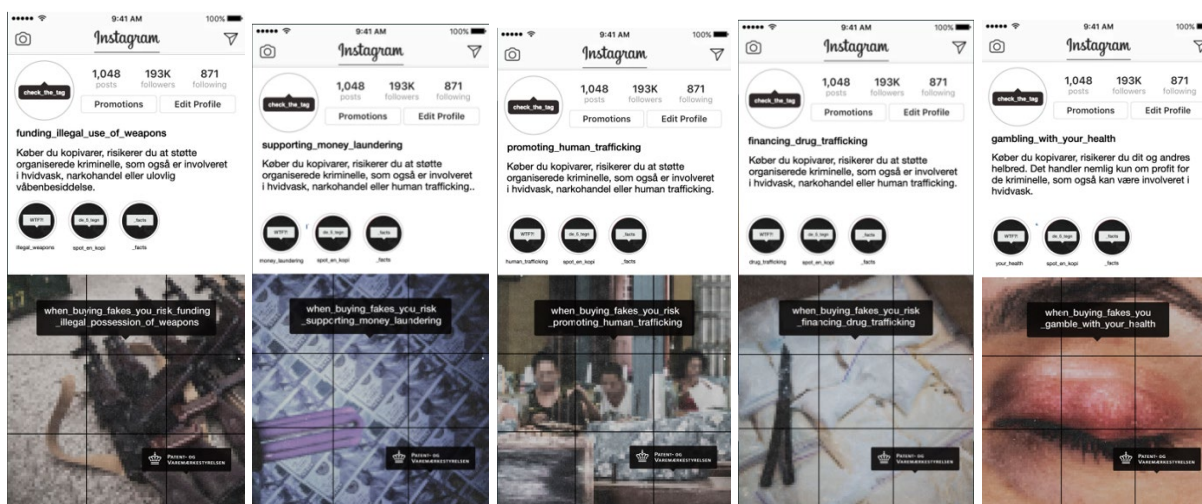 9:41 AM
100%
Instagram
1,048
193K
871
posts
followers
following
check_the_tag
Promotions
Edit Profile
funding_illegal_use_of_weapons
Køber du kopivarer, risikerer du at støtte
organiserede kriminelle, som også er involveret
i hvidvask, narkohandel eller ulovlig
våbenbesiddelse.
WTF?!
de_5_tegn
_facts
illegal_weapons
spot_en_kopi
_facts
when_buying_fakes_you_risk_funding
_illegal_possession_of_weapons
PATENT- OG
VAREMÆRKESTYRELSEN
9:41 AM
100%
Instagram
1,048
193K
871
posts
followers
following
check_the_tag
Promotions
Edit Profile
supporting_money_laundering
Køber du kopivarer, risikerer du at støtte
organiserede kriminelle, som også er involveret
i hvidvask, narkohandel eller human trafficking..
WTF?!
de_5_tegn
_facts
money_laundering
spot_en_kopi
_facts
when_buying_fakes_you_risk
_supporting_money_laundering
PATENT- OG
VAREMÆRKESTYRELSEN
9:41 AM
100%
Instagram
1,048
193K
871
posts
followers
following
check_the_tag
Promotions
Edit Profile
promoting_human_trafficking
Køber du kopivarer, risikerer du at støtte
organiserede kriminelle, som også er involveret
i hvidvask, narkohandel eller human trafficking.
WTF?!
de_5_tegn
_facts
human_trafficking
spot_en_kopi
_facts
when_buying_fakes_you_risk
_promoting_human_trafficking
PATENT- OG
VAREMÆRKESTYRELSEN
9:41 AM
100%
Instagram
1,048
193K
871
posts
followers
following
check_the_tag
Promotions
Edit Profile
financing_drug_trafficking
Køber du kopivarer, risikerer du at støtte
organiserede kriminelle, som også er involveret
i hvidvask, narkohandel eller human trafficking.
WTF?!
de_5_tegn
_facts
drug_trafficking
spot_en_kopi
_facts
when_buying_fakes_you_risk
_financing_drug_trafficking
PATENT- OG
VAREMÆRKESTYRELSEN
9:41 AM
100%
Instagram
1,048
193K
871
posts
followers
following
check_the_tag
Promotions
Edit Profile
gambling_with_your_health
Køber du kopivarer, risikerer du dit og andres
helbred. Det handler nemlig kun om profit for
de kriminelle, som også kan være involveret i
hvidvask.
WTF?!
de_5_tegn
_facts
your_health
spot_en_kopi
_facts
when_buying_fakes_you
_gamble_with_your_health
PATENT- OG
VAREMÆRKESTYRELSEN